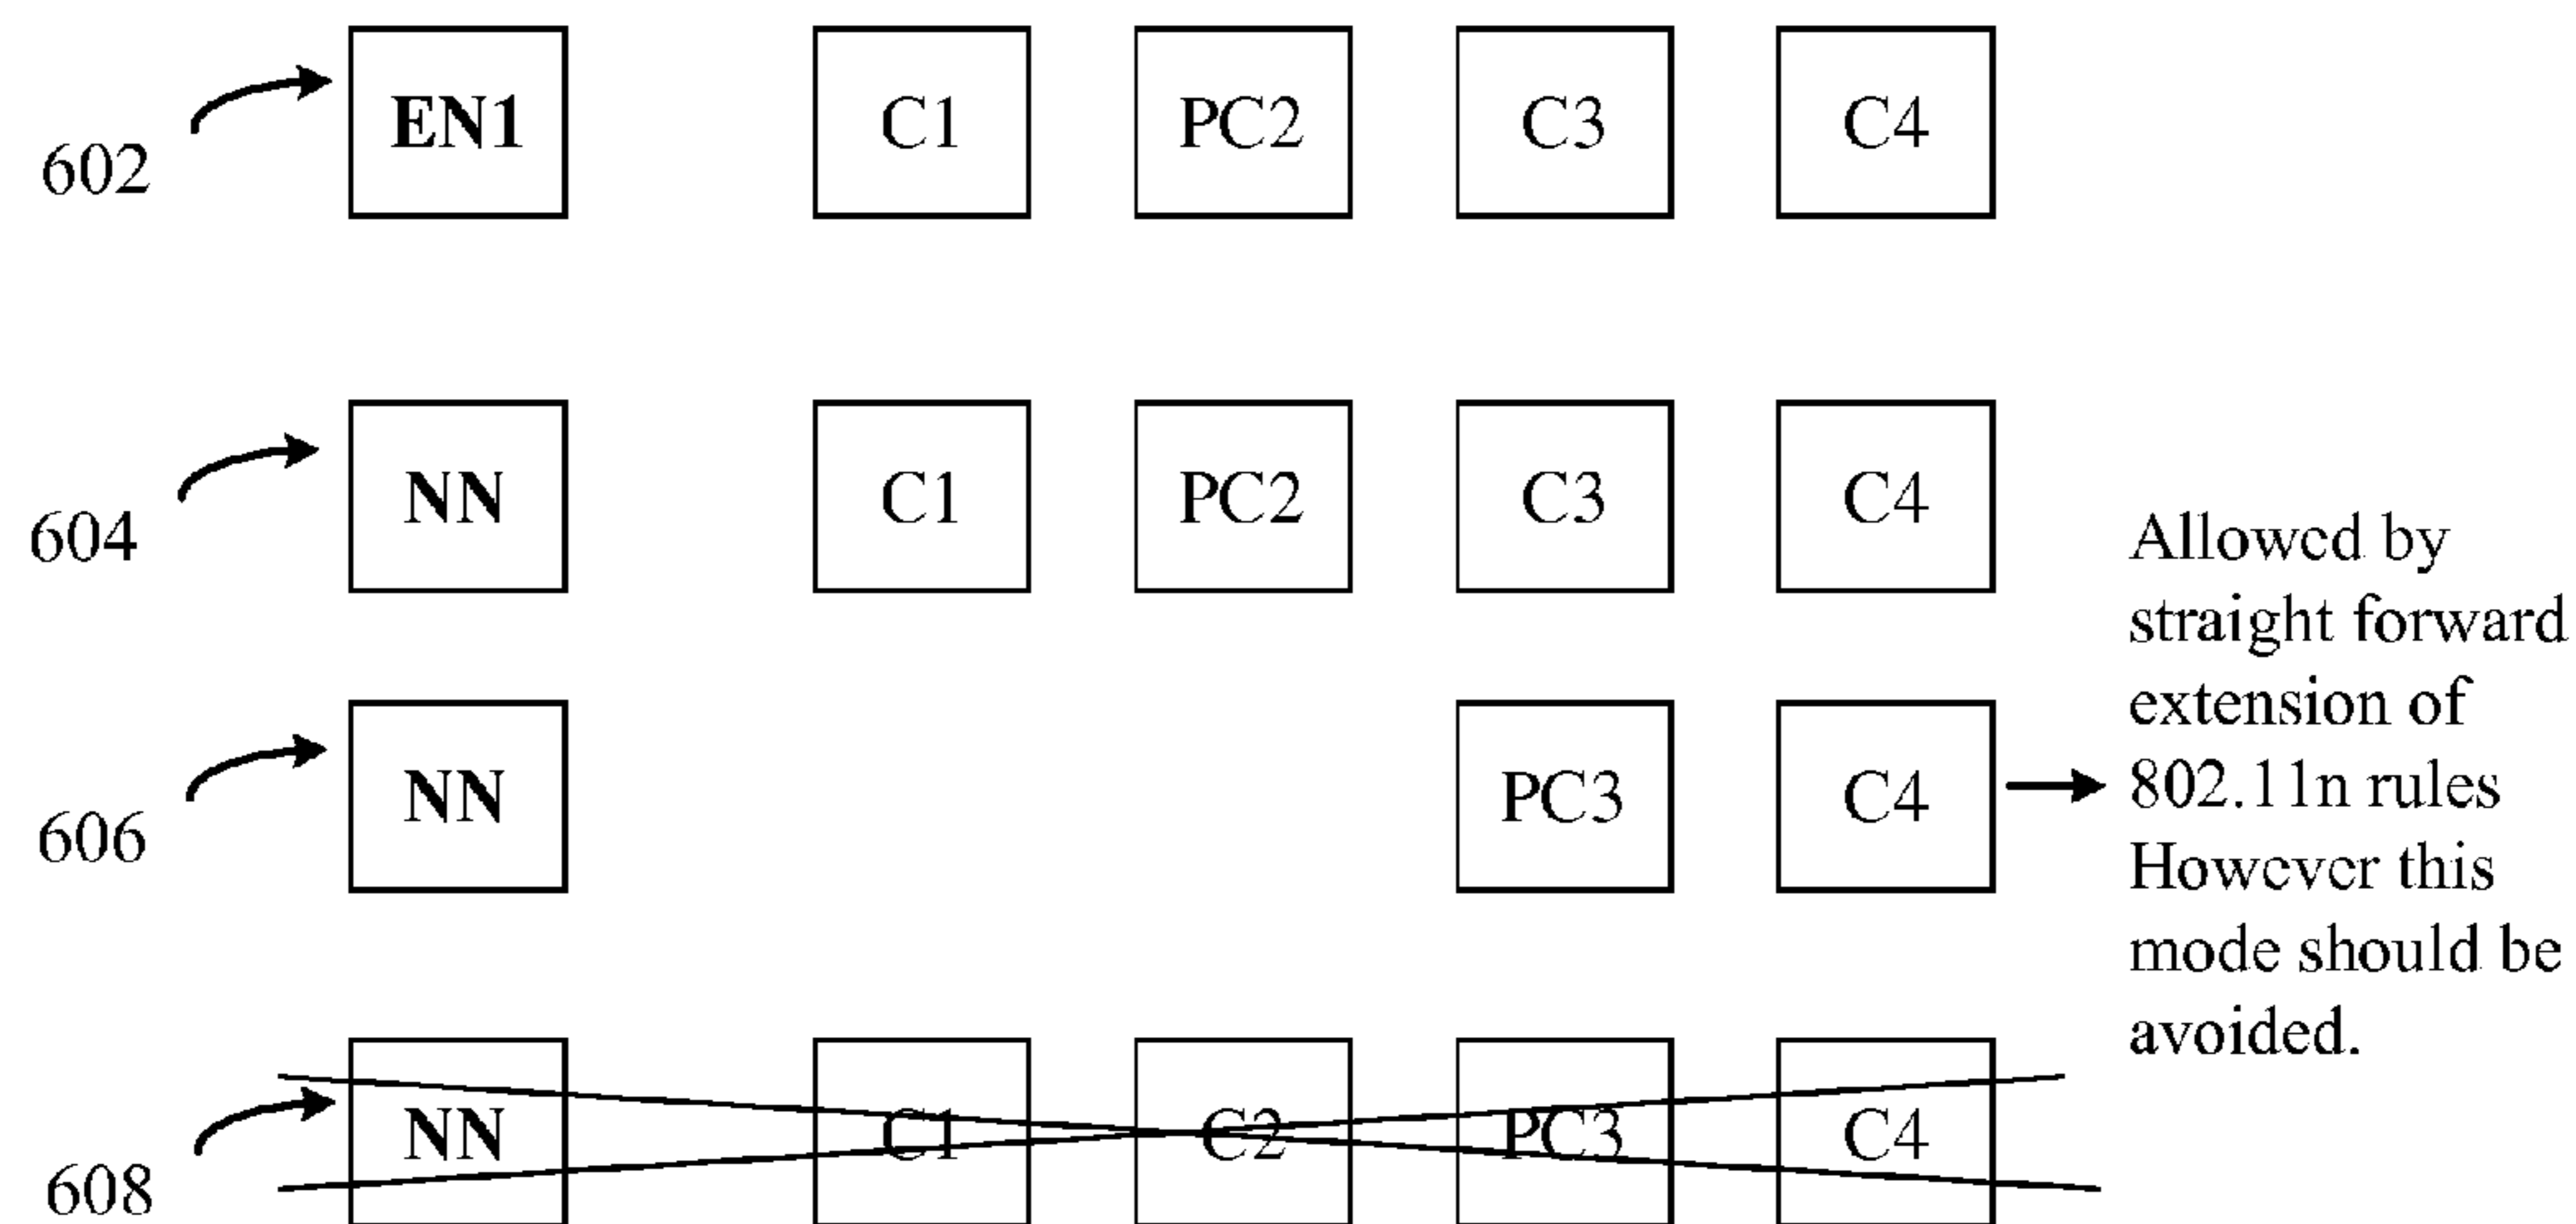 EN1 C1 PC2 C3 C4
602
NN C1 PC2 C3 C4
604
Allowed by
straight forward
extension of
802.11n rules
However this
mode should be
avoided.
NN PC3 C4
606
NN C1 C2 PC3 C4
608